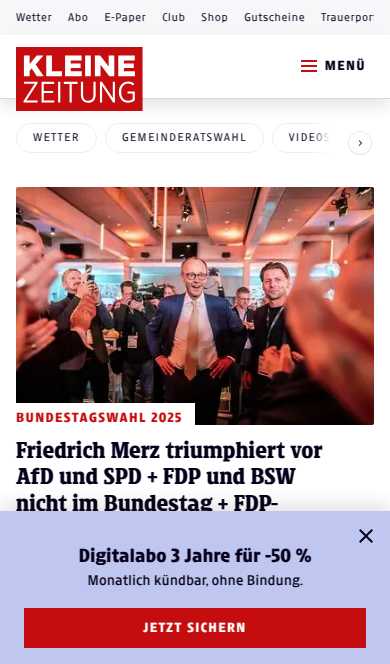 Wetter Abo E-Paper Club Shop Gutscheine Trauerpor
KLEINE
ZEITUNG
MENÜ
WETTER GEMEINDERATSWAHL VIDEOS
BUNDESTAGSWAHL 2025
Friedrich Merz triumphiert vor
AfD und SPD + FDP und BSW
nicht im Bundestag + FDP-
Digitalabo 3 Jahre für -50 %
Monatlich kündbar, ohne Bindung.
JETZT SICHERN